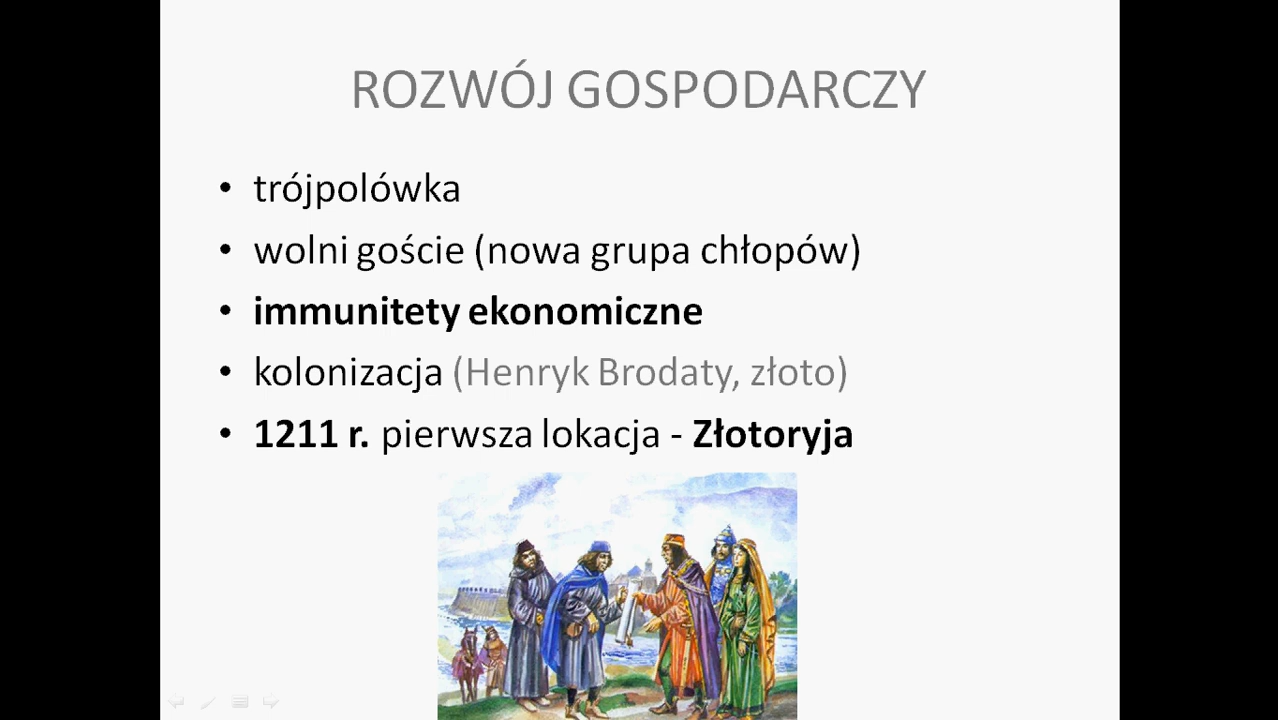 ROZWÓJ GOSPODARCZY
• trójpolówka
• wolni goście (nowa grupa chłopów)
• immunitety ekonomiczne
• kolonizacja (Henryk Brodaty, złoto)
• 1211 r. pierwsza lokacja - Złotoryja